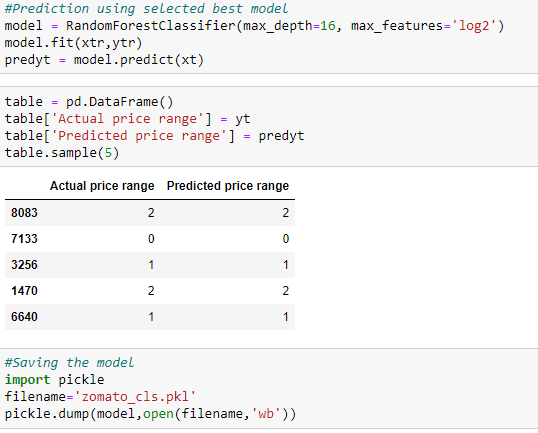 #Prediction using selected best model
model = RandomForestClassifier(max_depth=16, max_features='log2')
model.fit(xtr,ytr)
predyt = model.predict(xt)
table = pd.DataFrame()
table['Actual price range'] = yt
table['Predicted price range'] = predyt
table.sample(5)
Actual price range Predicted price range
8083 2 2
7133 0 0
3256 1 1
1470 2 2
6640 1 1
#Saving the model
import pickle
filename='zomato_cls.pkl'
pickle.dump(model,open(filename,'wb'))